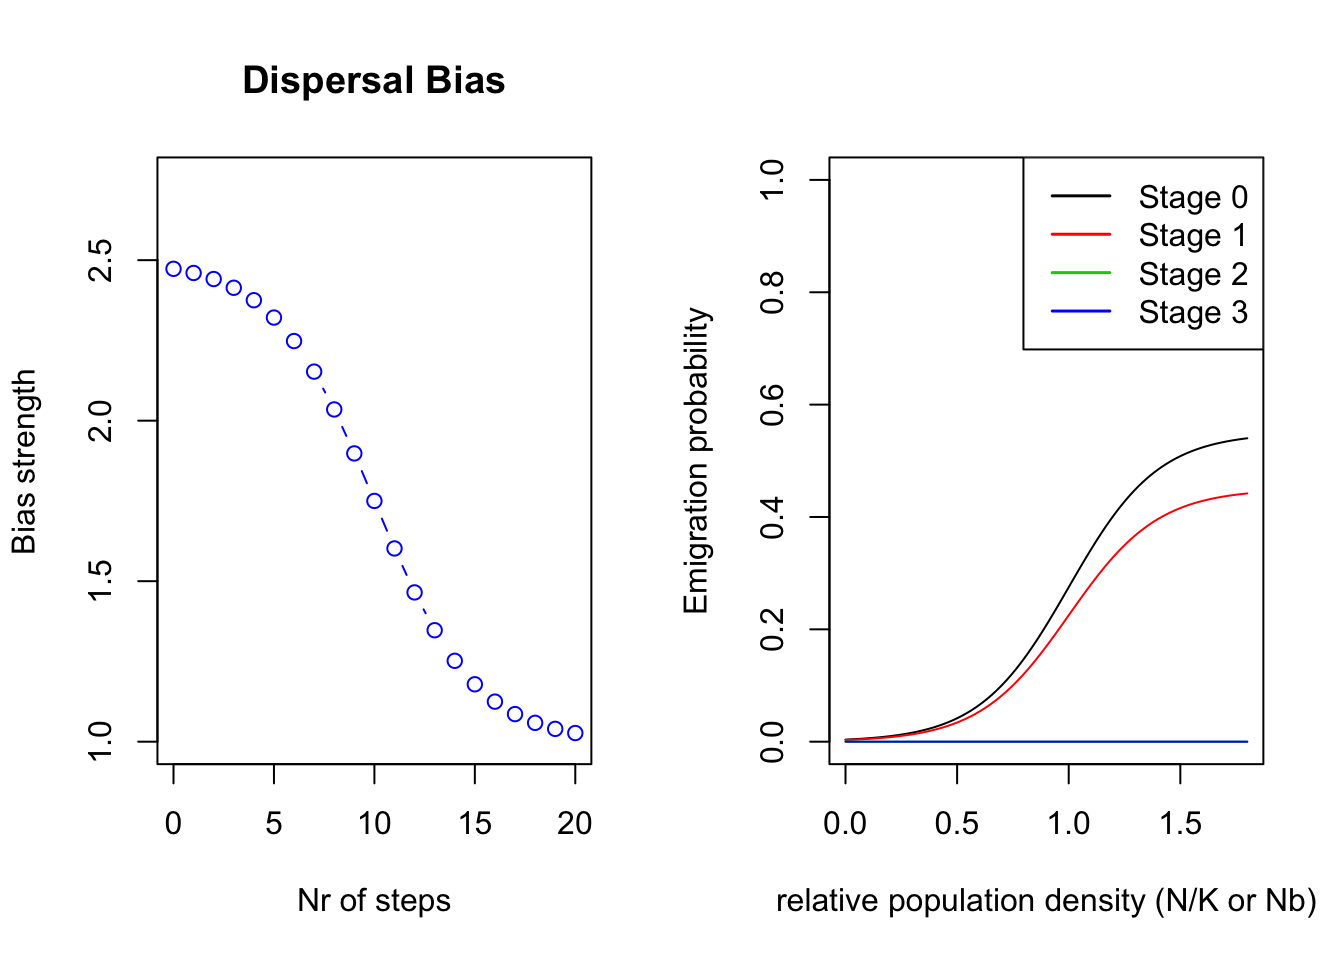 Dispersal Bias
Bias strength
2.5
2.0
1.5
1.0
0 5 10 15 20
Nr of steps
Emigration probability
1.0
0.8
0.6
0.4
0.2
0.0
Stage 0
Stage 1
Stage 2
Stage 3
0.0 0.5 1.0 1.5
relative population density (N/K or Nb)